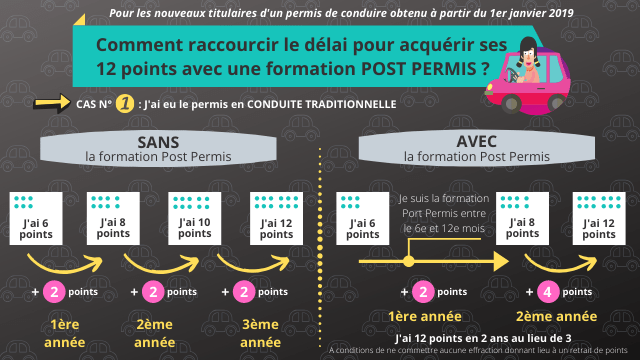 Pour les nouveaux titulaires d'un permis de conduire obtenu à partir du 1er janvier 2019
Comment raccourcir le délai pour acquérir ses
12 points avec une formation POST PERMIS ?
CAS N° 1 : J'ai eu le permis en CONDUITE TRADITIONNELLE
SANS
la formation Post Permis
J'ai 6
points
J'ai 8
points
J'ai 10
points
J'ai 12
points
+ 2 points
+ 2 points
+ 2 points
1ère
année
2ème
année
3ème
année
AVEC
la formation Post Permis
J'ai 6
points
Je suis la formation
Port Permis entre
le 6e et 12e mois
J'ai 8
points
J'ai 12
points
+ 2 points
+ 4 points
1ère année
2ème année
J'ai 12 points en 2 ans au lieu de 3
A conditions de ne commettre aucune effraction donnant lieu à un retrait de points